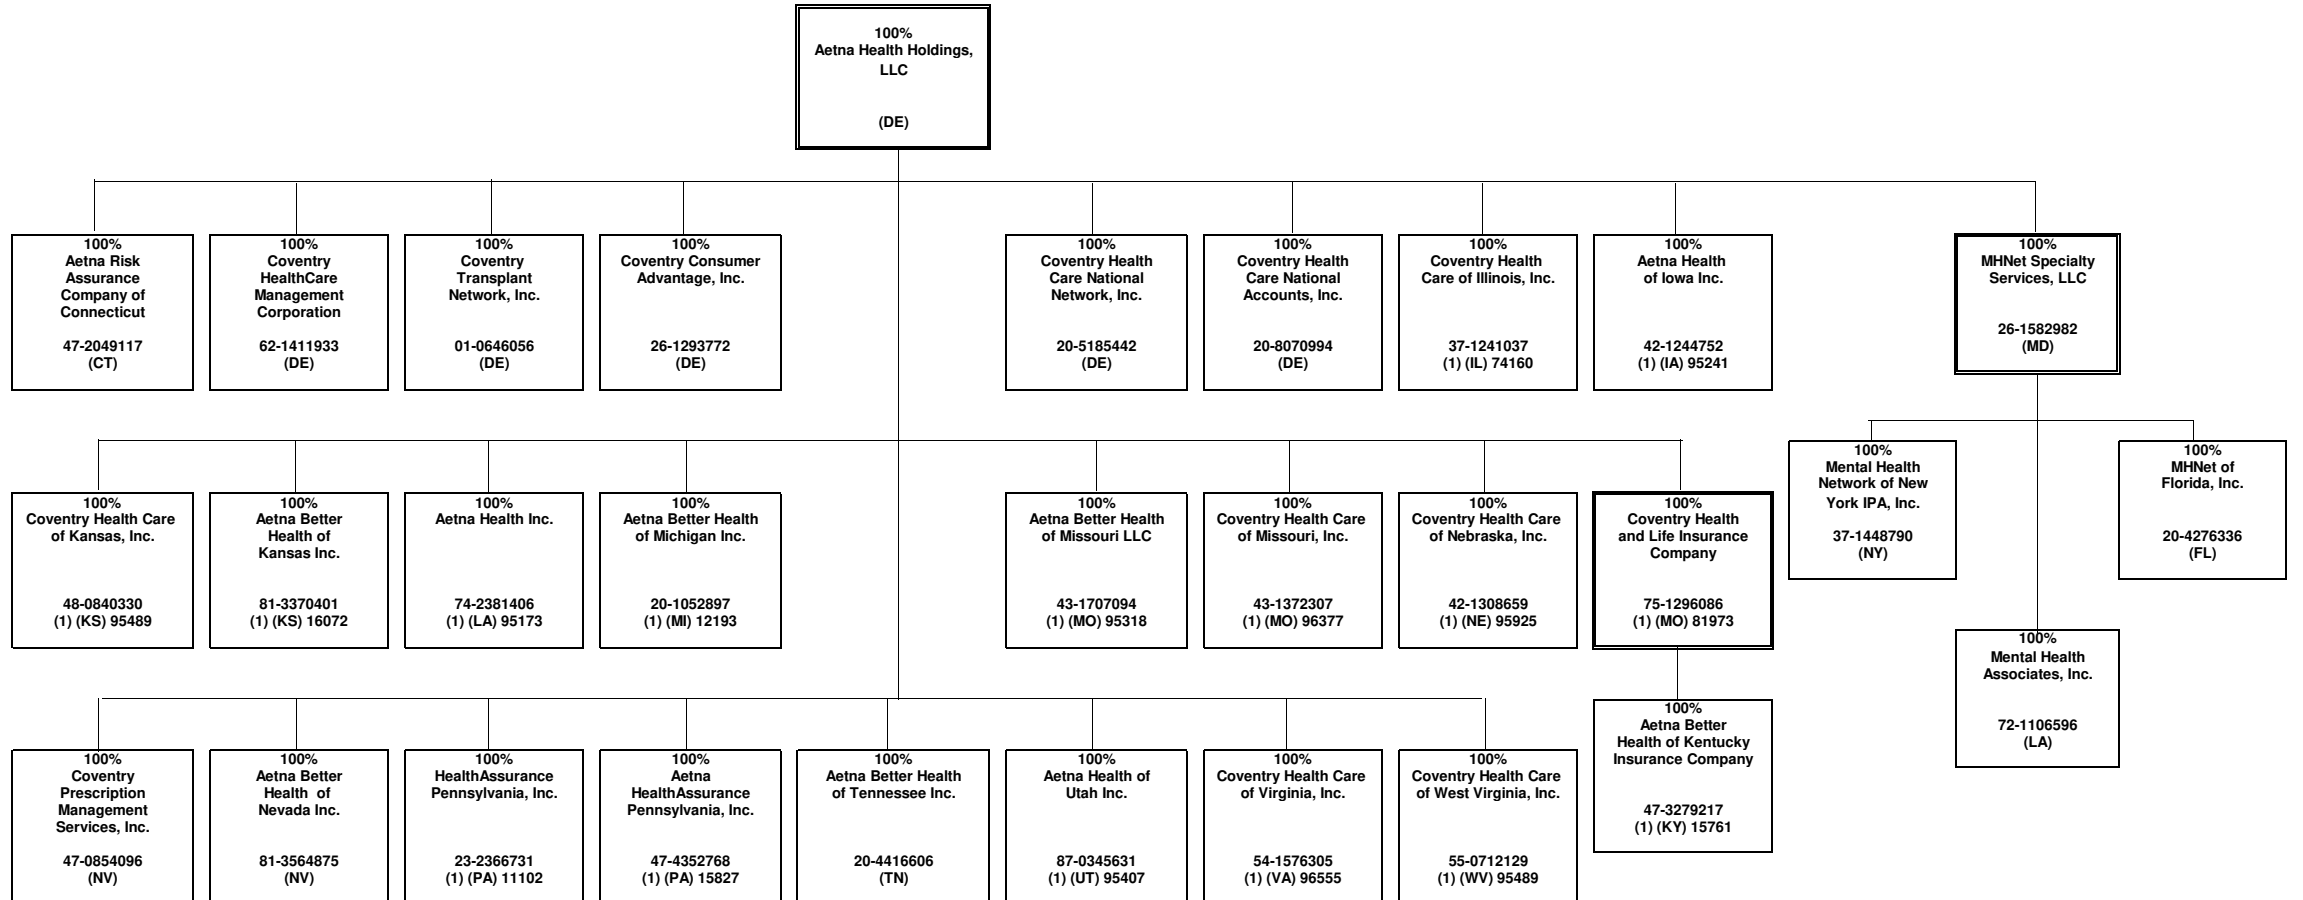 100%
Aetna Health Holdings,
LLC
(DE)
100%
Aetna Risk
Assurance
Company of
Connecticut
47-2049117
(CT)
100%
Coventry
HealthCare
Management
Corporation
62-1411933
(DE)
100%
Coventry
Transplant
Network, Inc.
01-0646056
(DE)
100%
Coventry Consumer
Advantage, Inc.
26-1293772
(DE)
100%
Coventry Health
Care National
Network, Inc.
20-5185442
(DE)
100%
Coventry Health
Care National
Accounts, Inc.
20-8070994
(DE)
100%
Coventry Health
Care of Illinois, Inc.
37-1241037
(1) (IL) 74160
100%
Aetna Health
of Iowa Inc.
42-1244752
(1) (IA) 95241
100%
MHNet Specialty
Services, LLC
26-1582982
(MD)
100%
Mental Health
Network of New
York IPA, Inc.
37-1448790
(NY)
100%
MHNet of
Florida, Inc.
20-4276336
(FL)
100%
Mental Health
Associates, Inc.
72-1106596
(LA)
100%
Coventry Health Care
of Kansas, Inc.
48-0840330
(1) (KS) 95489
100%
Aetna Better
Health of
Kansas Inc.
81-3370401
(1) (KS) 16072
100%
Aetna Health Inc.
74-2381406
(1) (LA) 95173
100%
Aetna Better Health
of Michigan Inc.
20-1052897
(1) (MI) 12193
100%
Aetna Better Health
of Missouri LLC
43-1707094
(1) (MO) 95318
100%
Coventry Health Care
of Missouri, Inc.
43-1372307
(1) (MO) 96377
100%
Coventry Health Care
of Nebraska, Inc.
42-1308659
(1) (NE) 95925
100%
Coventry Health
and Life Insurance
Company
75-1296086
(1) (MO) 81973
100%
Aetna Better
Health of Kentucky
Insurance Company
47-3279217
(1) (KY) 15761
100%
Coventry
Prescription
Management
Services, Inc.
47-0854096
(NV)
100%
Aetna Better
Health of
Nevada Inc.
81-3564875
(NV)
100%
HealthAssurance
Pennsylvania, Inc.
23-2366731
(1) (PA) 11102
100%
Aetna
HealthAssurance
Pennsylvania, Inc.
47-4352768
(1) (PA) 15827
100%
Aetna Better Health
of Tennessee Inc.
20-4416606
(TN)
100%
Aetna Health of
Utah Inc.
87-0345631
(1) (UT) 95407
100%
Coventry Health Care
of Virginia, Inc.
54-1576305
(1) (VA) 96555
100%
Coventry Health Care
of West Virginia, Inc.
55-0712129
(1) (WV) 95489